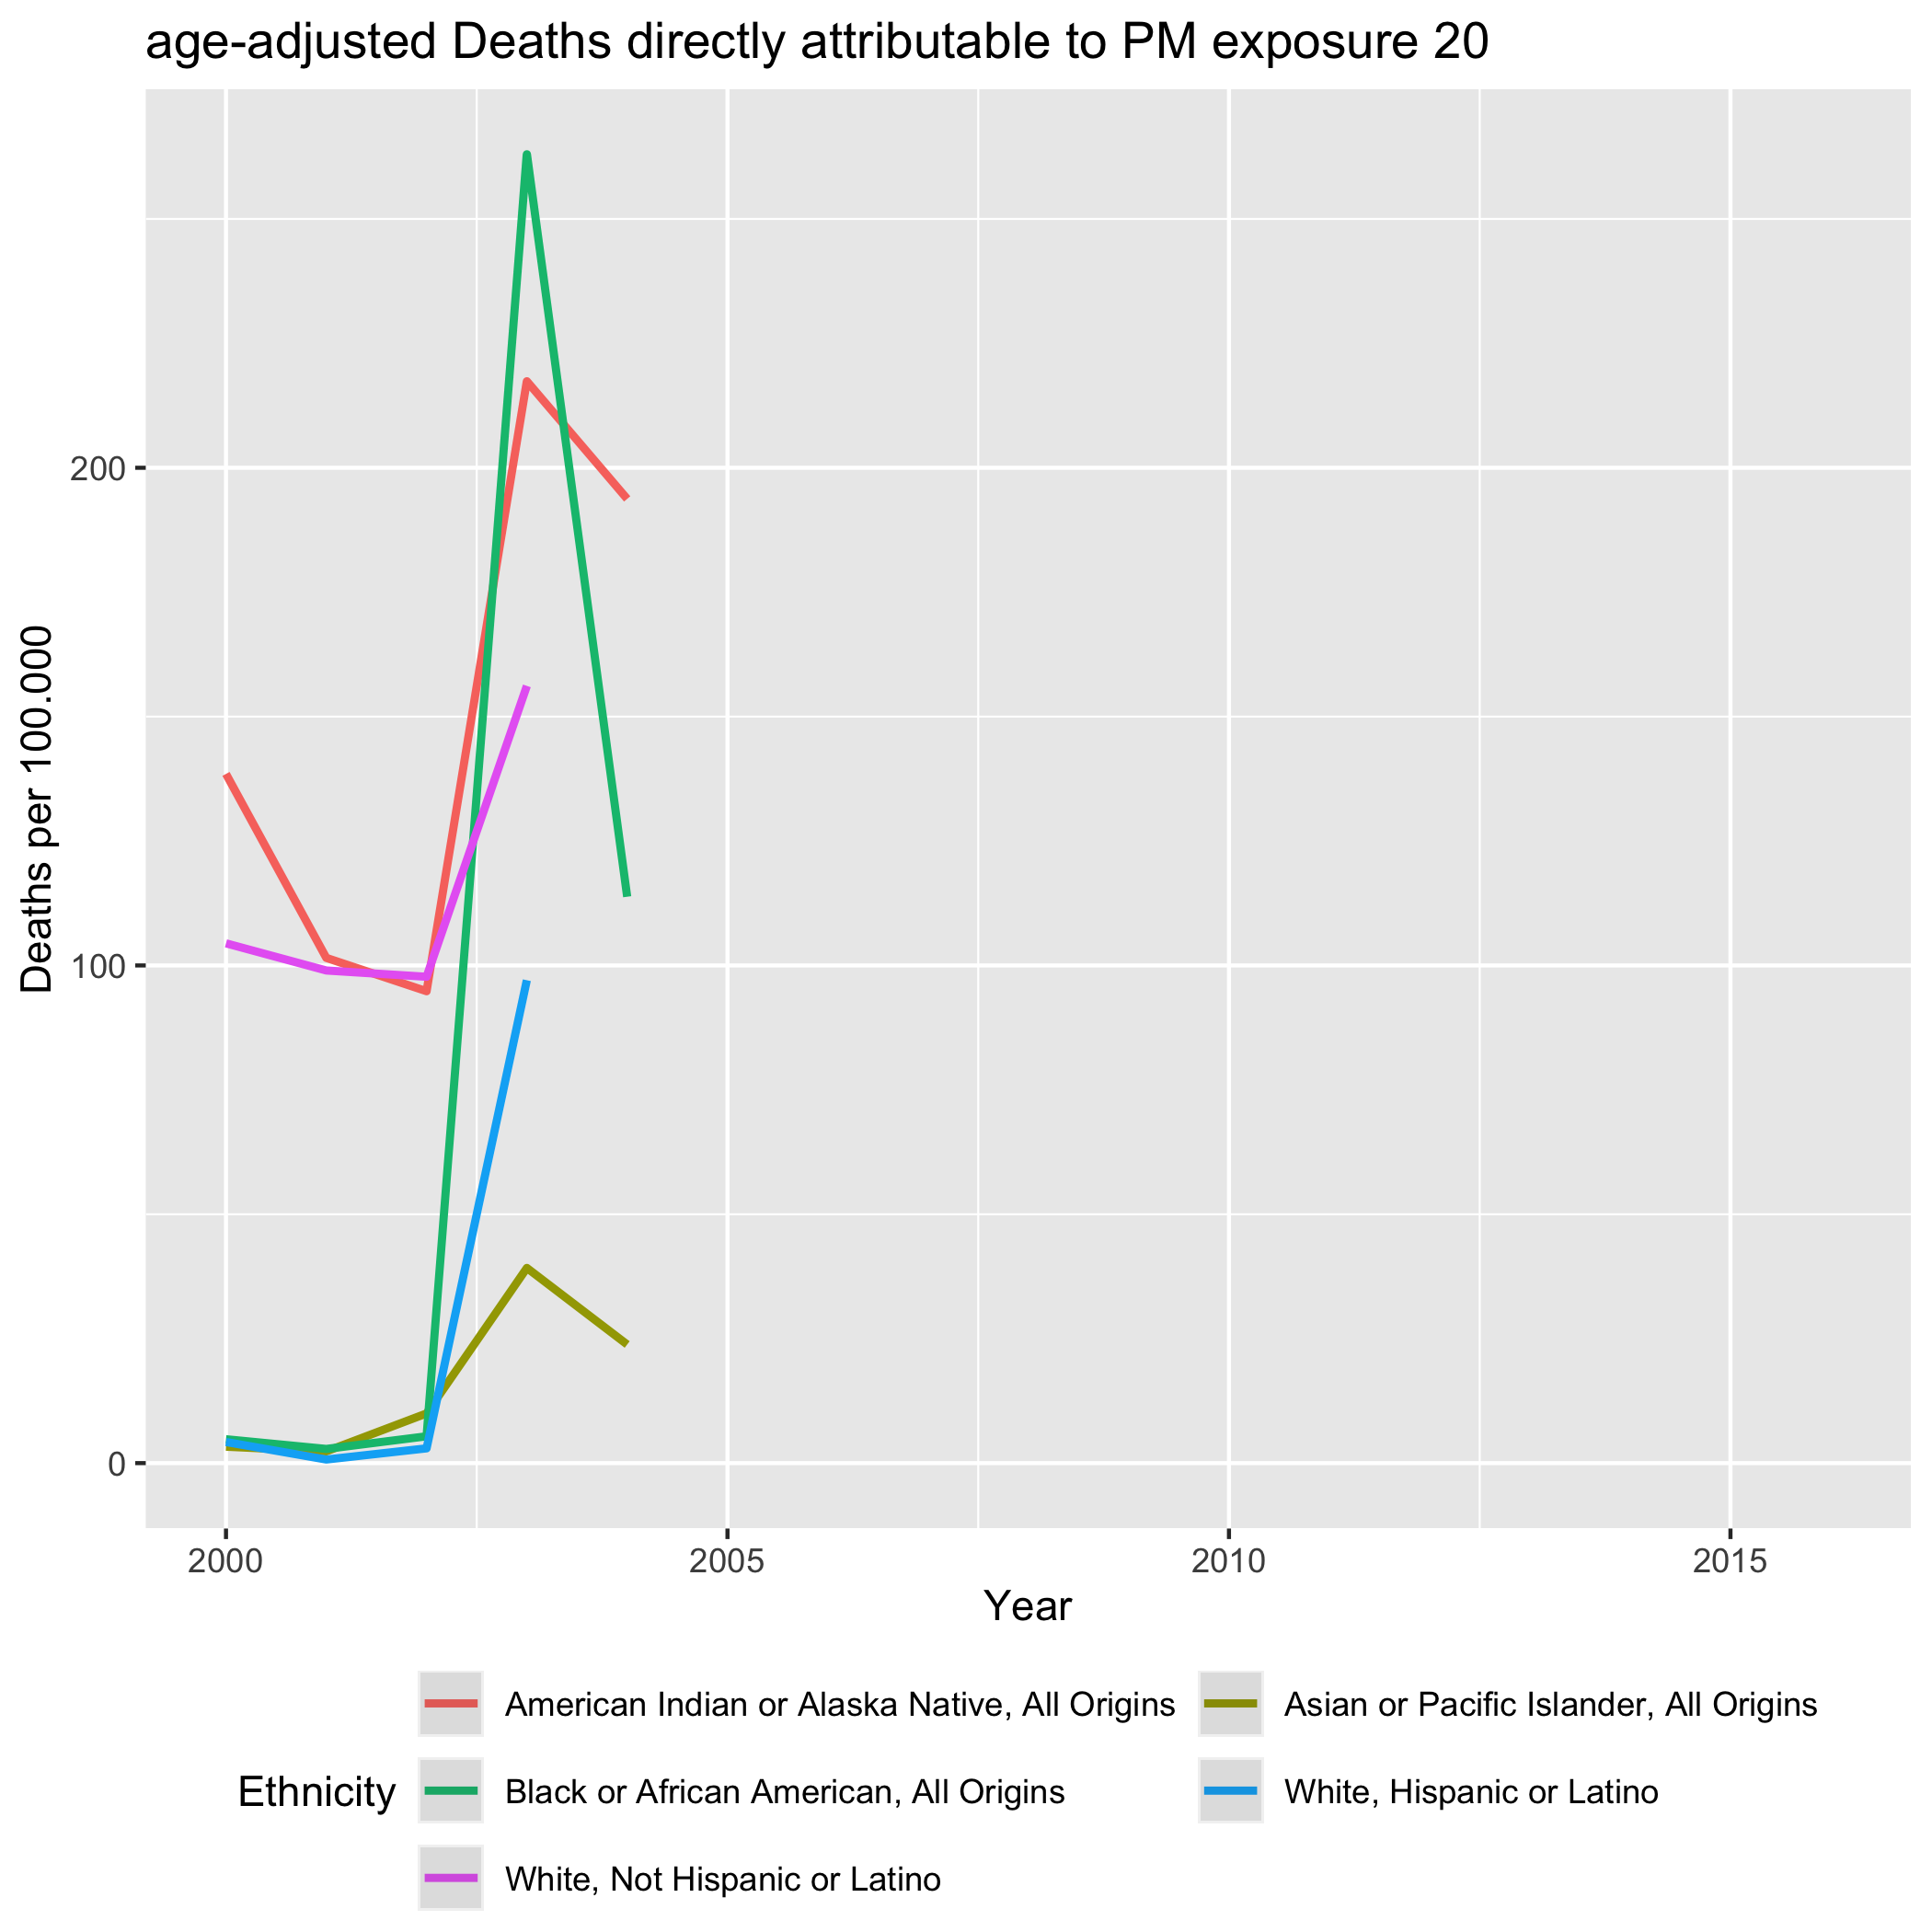 age-adjusted Deaths directly attributable to PM exposure 20
Deaths per 100.000
200
100
0
2000 2005 2010 2015
Year
Ethnicity
American Indian or Alaska Native, All Origins
Asian or Pacific Islander, All Origins
Black or African American, All Origins
White, Hispanic or Latino
White, Not Hispanic or Latino